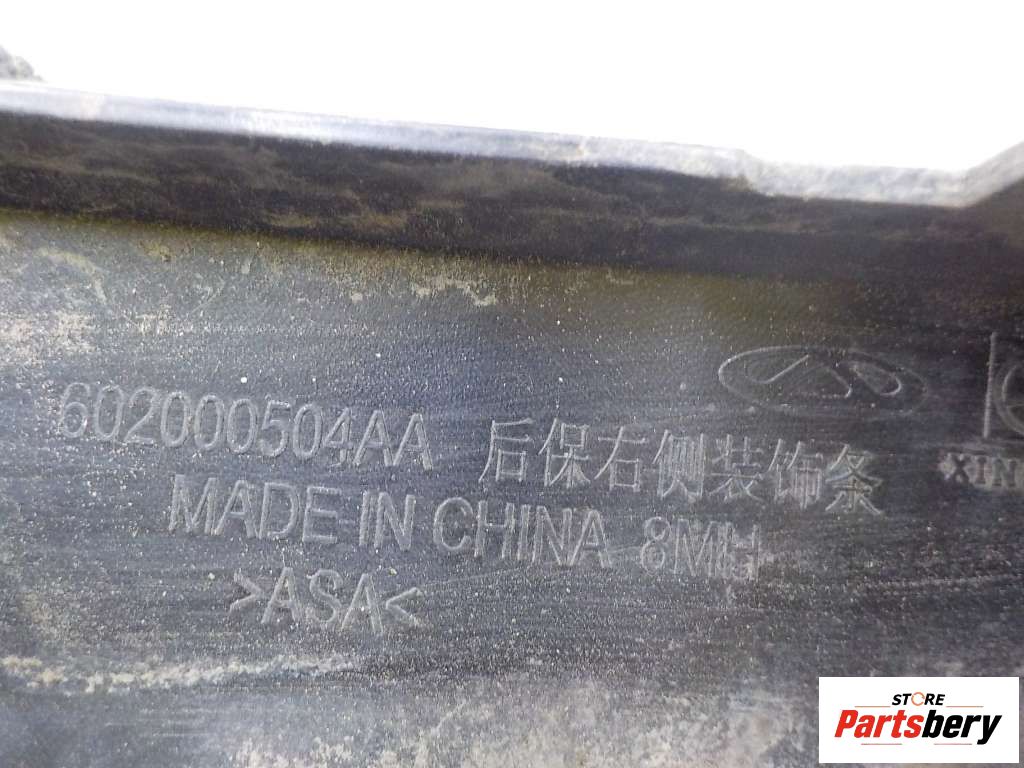 602000504AA 后保右侧装饰条
MADE IN CHINA
>ASA<
STORE
Partsbery